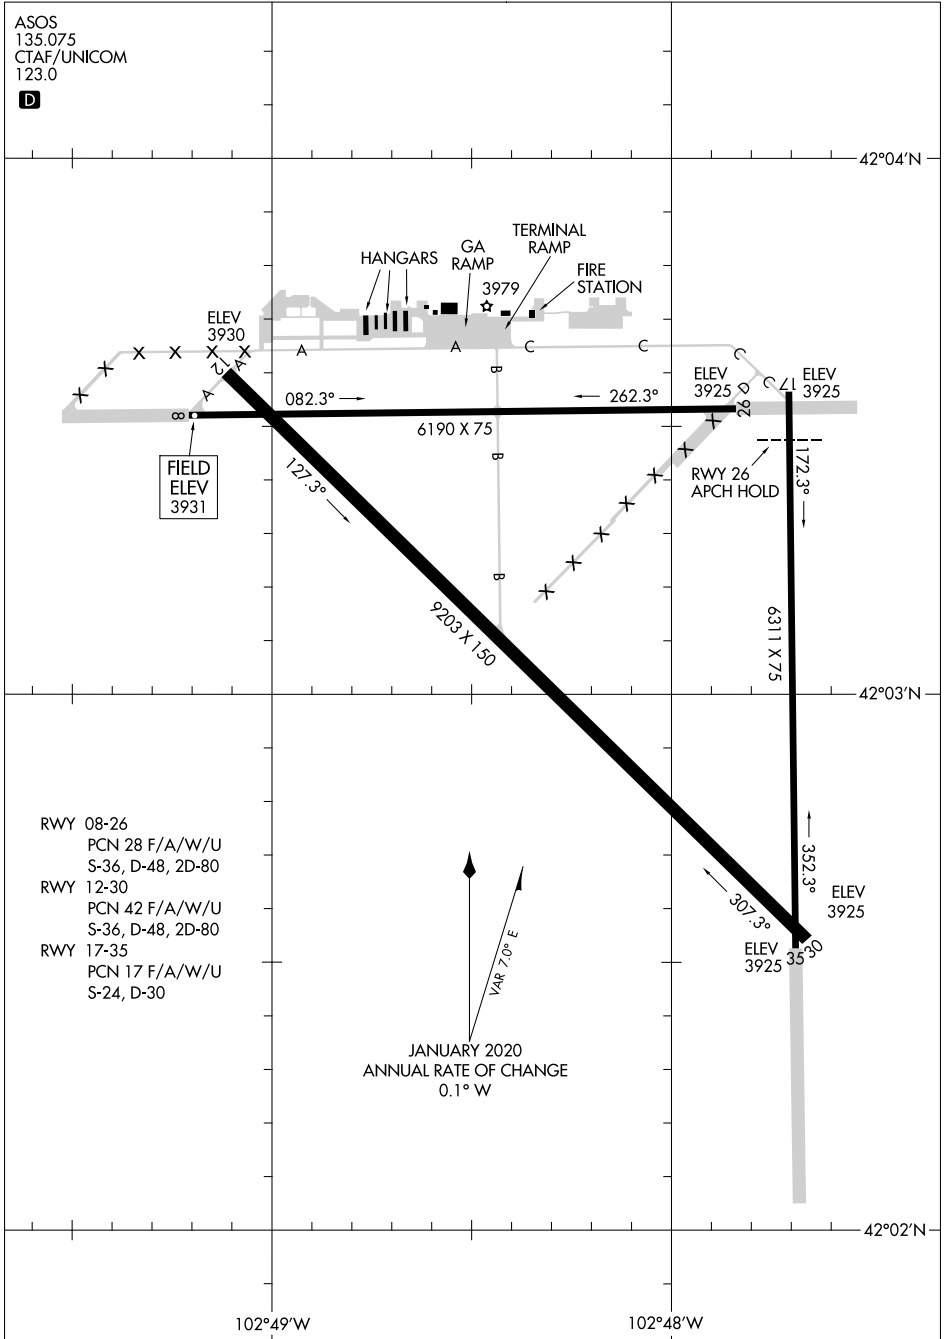 ASOS
135.075
CTAF/UNICOM
123.0
D
42°04'N
HANGARS
GA
RAMP
TERMINAL
RAMP
3979
FIRE
STATION
ELEV
3930
X
X
X
X
X
X
A
A
C
C
C
B
A
A
12
ELEV
3925
D
C
17
ELEV
3925
8
082.3°
262.3°
26
6190 X 75
FIELD
ELEV
3931
127.3°
B
X
X
X
X
X
X
X
RWY 26
APCH HOLD
172.3°
B
9203 X 150
6311 X 75
42°03'N
RWY 08-26
PCN 28 F/A/W/U
S-36, D-48, 2D-80
RWY 12-30
PCN 42 F/A/W/U
S-36, D-48, 2D-80
RWY 17-35
PCN 17 F/A/W/U
S-24, D-30
VAR 7.0° E
307.3°
352.3°
ELEV
3925
ELEV
3925
35
30
JANUARY 2020
ANNUAL RATE OF CHANGE
0.1° W
42°02'N
102°49'W
102°48'W